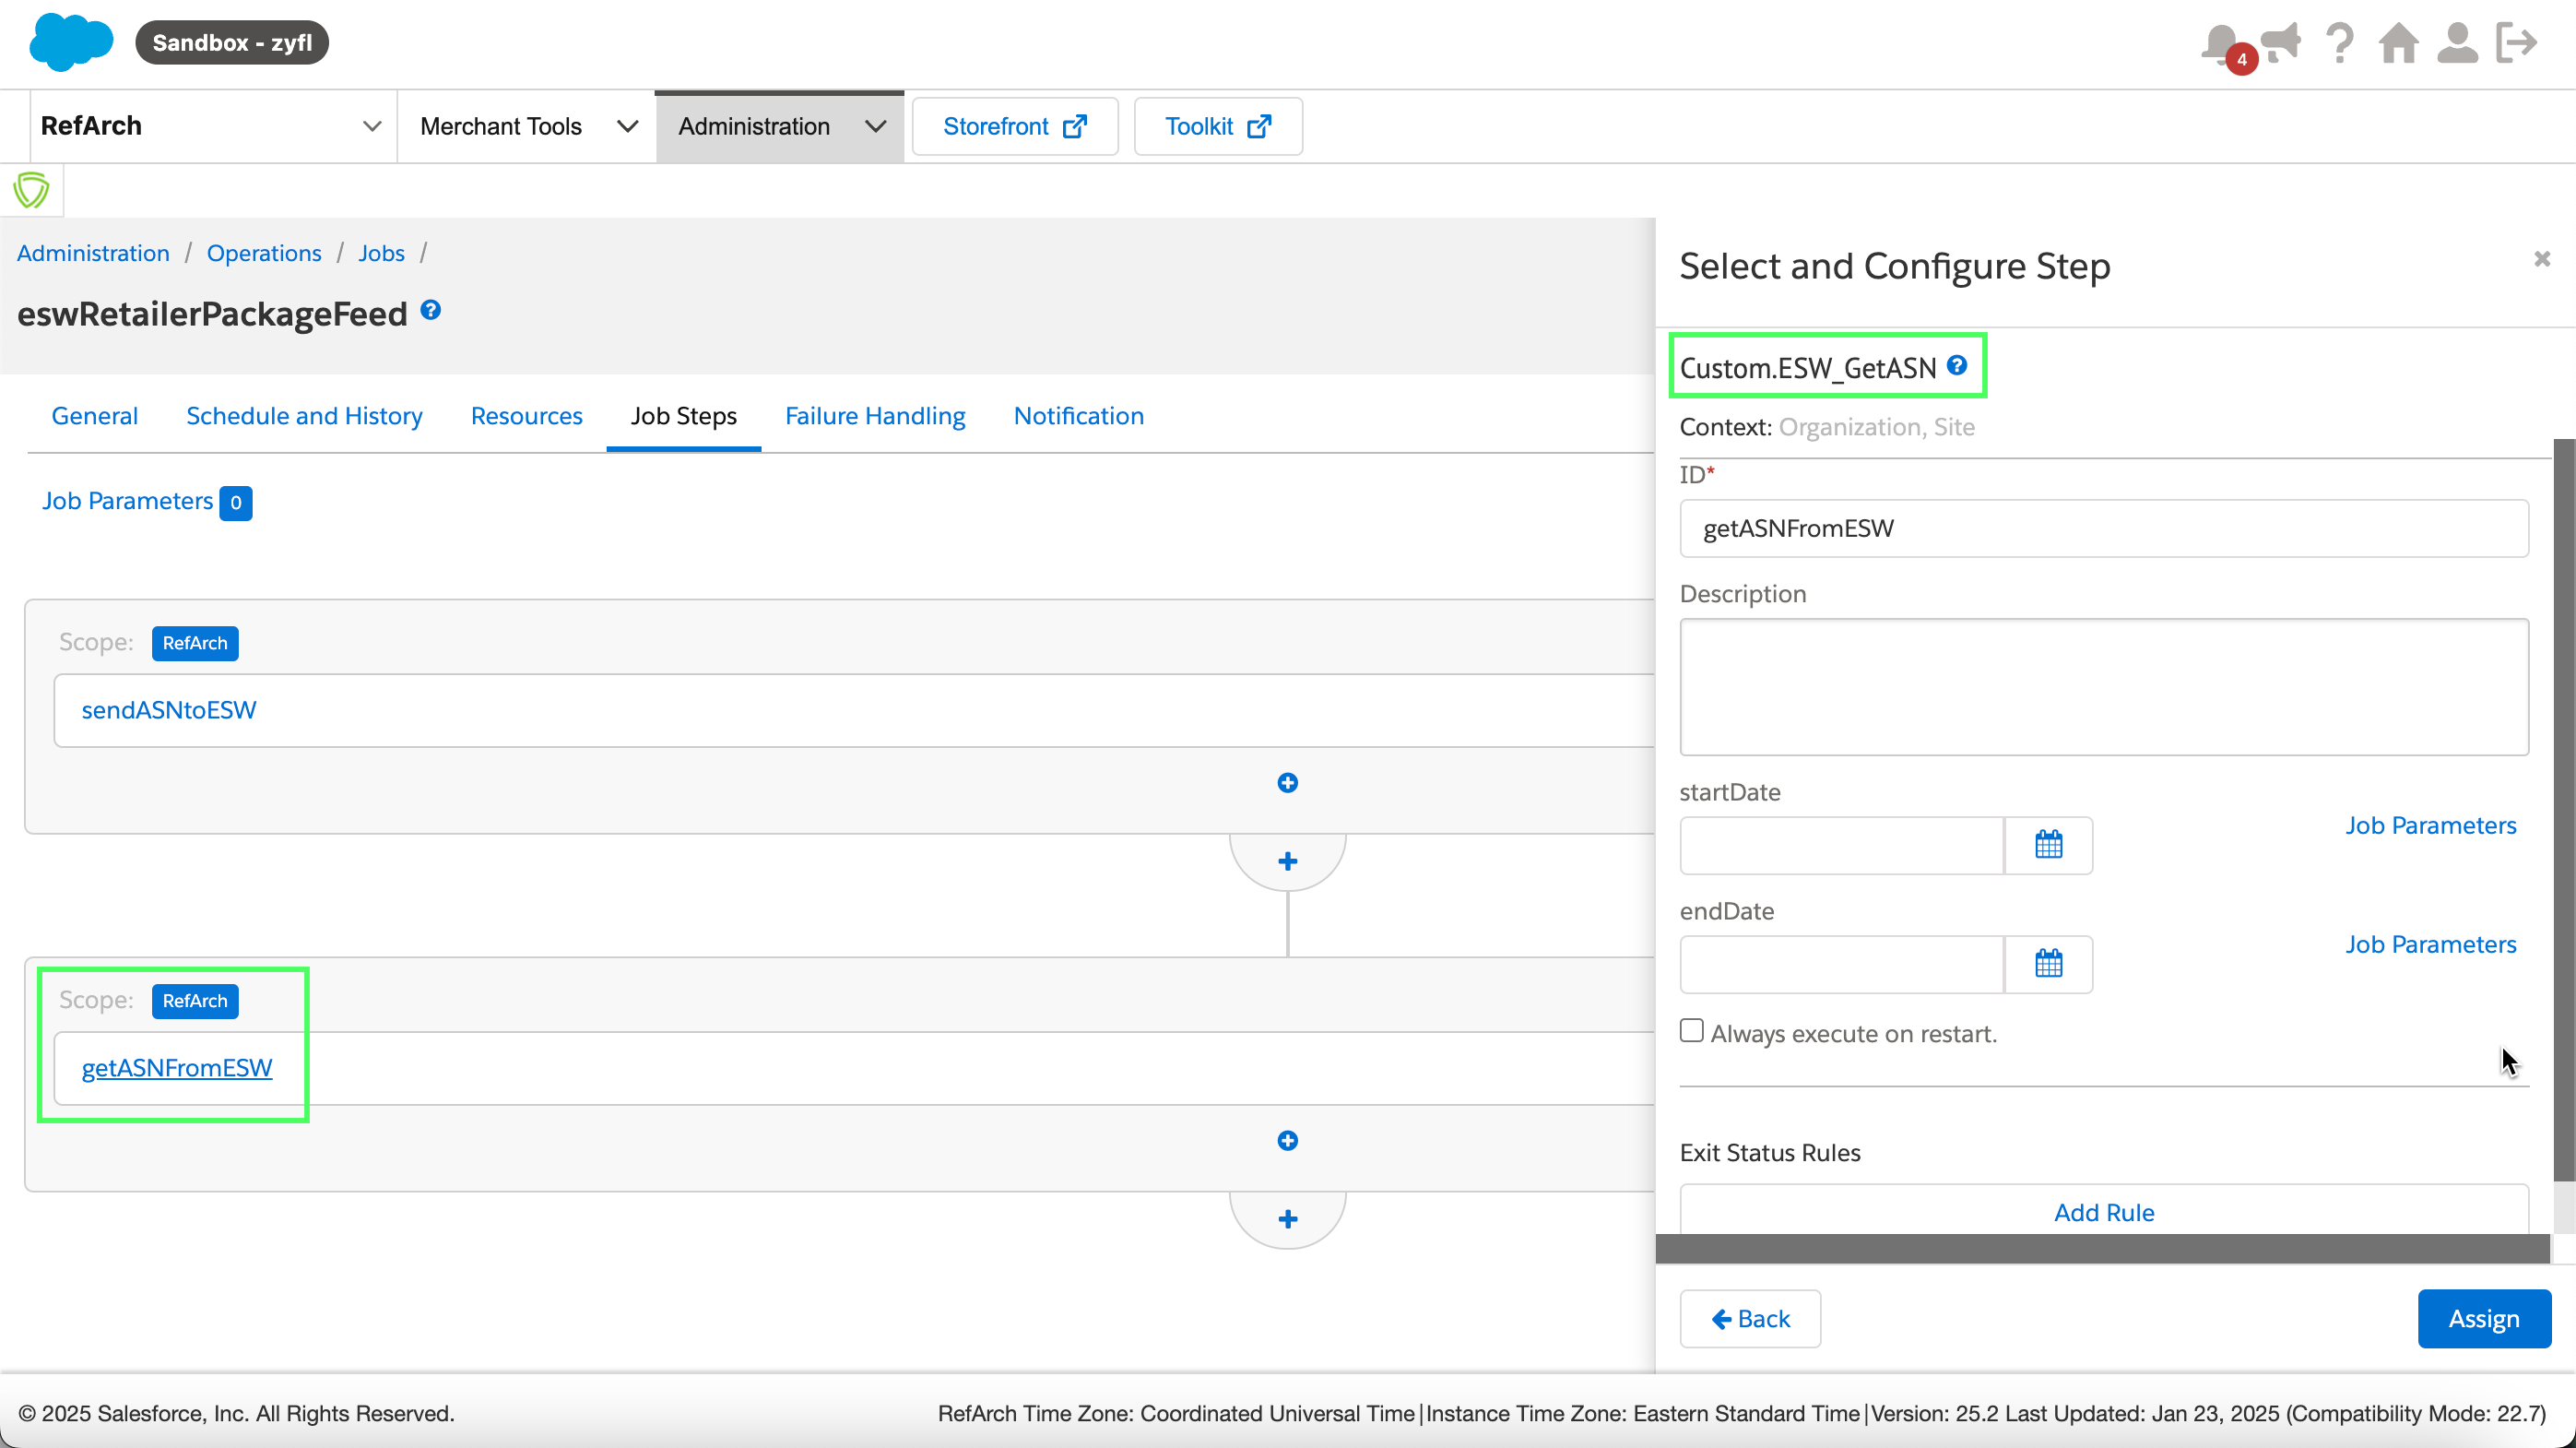 Sandbox - zyfl
4
RefArch
Merchant Tools
Administration
Storefront
Toolkit
Administration / Operations / Jobs /
eswRetailerPackageFeed ?
General
Schedule and History
Resources
Job Steps
Failure Handling
Notification
Job Parameters 0
Scope: RefArch
sendASNtoESW
Scope: RefArch
getASNFromESW
Select and Configure Step
Custom.ESW_GetASN ?
Context: Organization, Site
ID*
getASNFromESW
Description
startDate
Job Parameters
endDate
Job Parameters
Always execute on restart.
Exit Status Rules
Add Rule
Back
Assign
© 2025 Salesforce, Inc. All Rights Reserved.
RefArch Time Zone: Coordinated Universal Time|Instance Time Zone: Eastern Standard Time|Version: 25.2 Last Updated: Jan 23, 2025 (Compatibility Mode: 22.7)